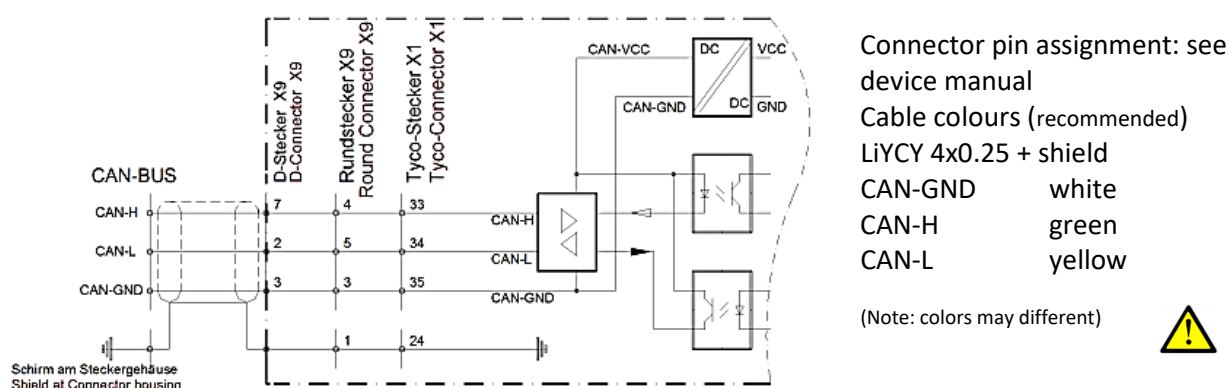 D-Stecker X9
D-Connector X9
Rundstecker X9
Round Connector X9
Tyco-Stecker X1
Tyco-Connector X1
CAN-VCC
DC
VCC
CAN-GND
DC
GND
CAN-BUS
CAN-H
7
4
33
CAN-H
CAN-L
2
5
34
CAN-L
CAN-GND
3
3
35
CAN-GND
1
24
Schirm am Steckergehäuse
Shield at Connector housing
Connector pin assignment: see
device manual
Cable colours (recommended)
LiYCY 4x0.25 + shield
CAN-GND white
CAN-H green
CAN-L yellow
(Note: colors may different)